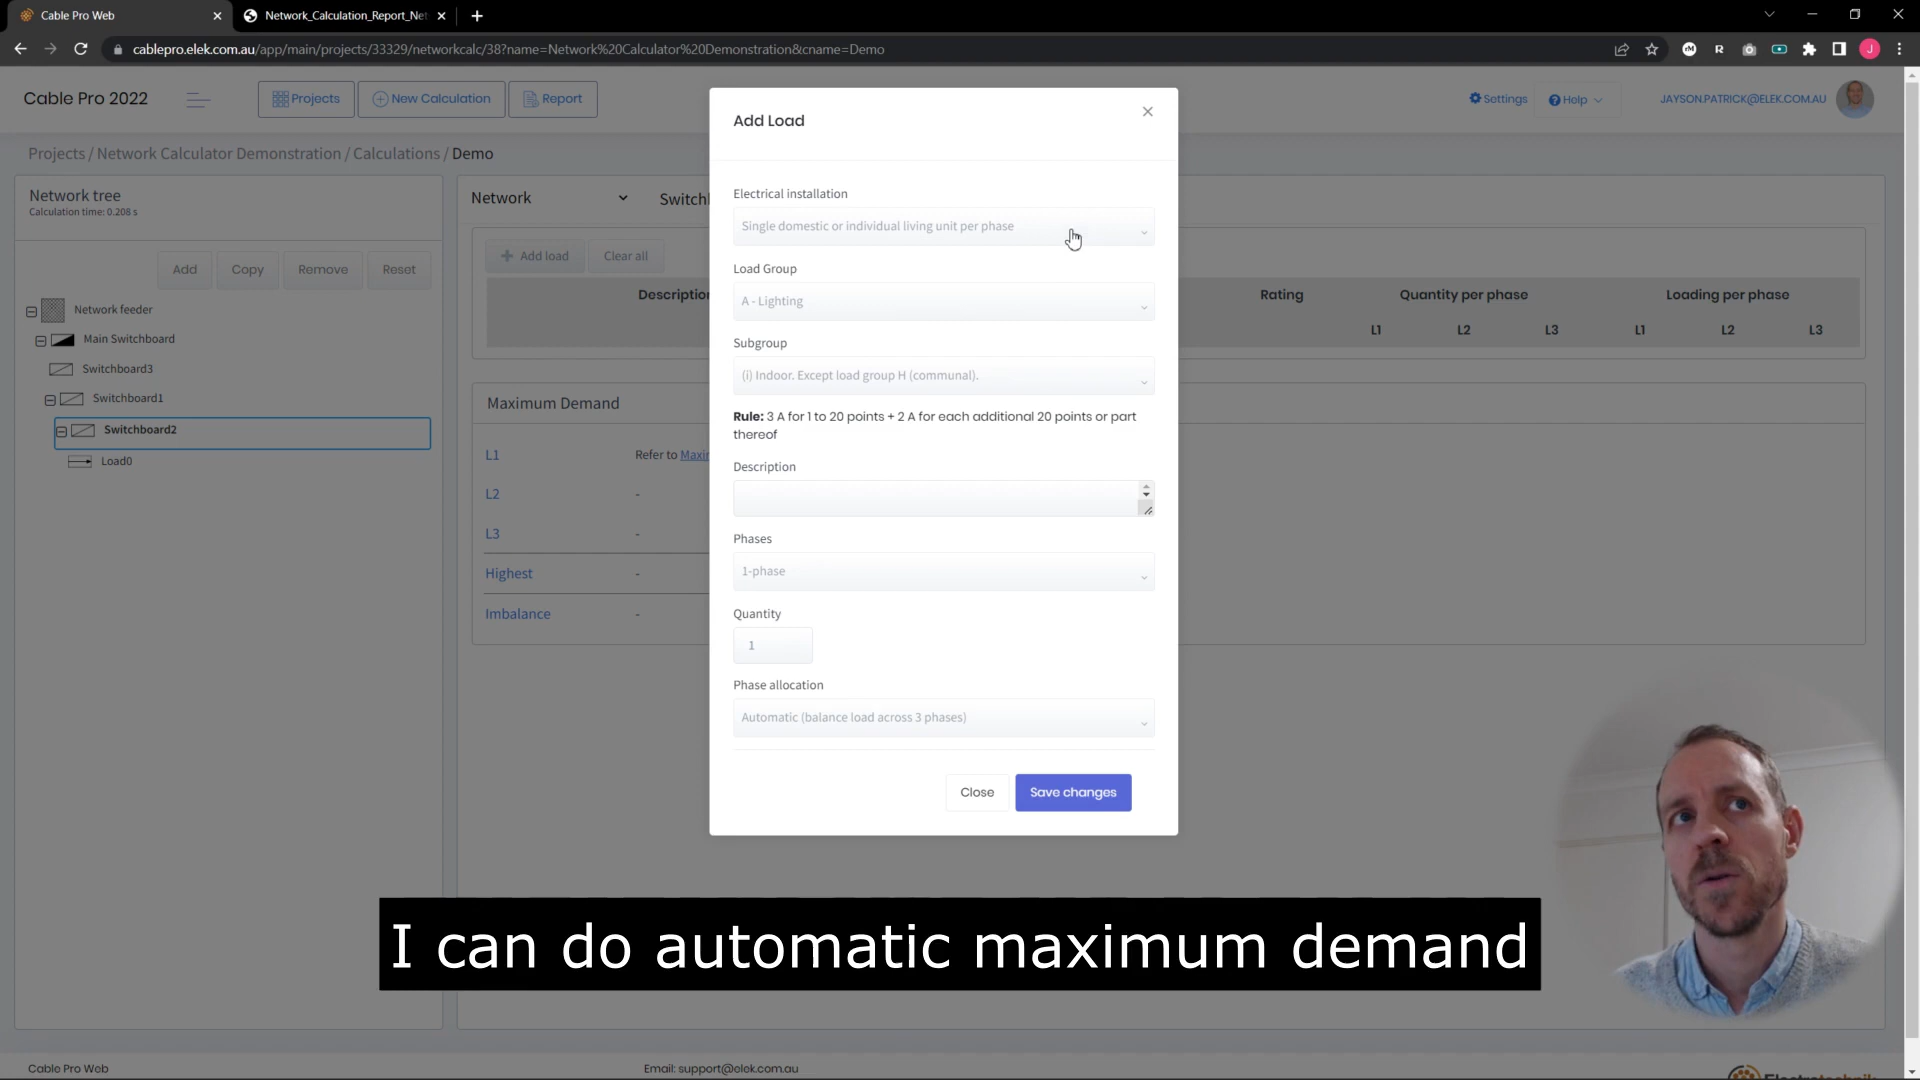 Cable Pro Web
Network_Calculation_Report_Net
cablepro.elek.com.au/app/main/projects/33329/networkcalc/38?name=Network%20Calculator%20Demonstration&cname=Demo
R
J
Cable Pro 2022
Projects
New Calculation
Report
Settings
Help
JAYSON.PATRICK@ELEK.COM.AU
Projects / Network Calculator Demonstration / Calculations / Demo
Network tree
Calculation time: 0.208 s
Add
Copy
Remove
Reset
Network feeder
Main Switchboard
Switchboard3
Switchboard1
Switchboard2
Load0
Network
Switchb
Add load
Clear all
Description
Rating
Quantity per phase
Loading per phase
L1
L2
L3
L1
L2
L3
Maximum Demand
L1
Refer to Maxim
L2
-
L3
-
Highest
-
Imbalance
-
Add Load
Electrical installation
Single domestic or individual living unit per phase
Load Group
A - Lighting
Subgroup
(i) Indoor. Except load group H (communal).
Rule: 3 A for 1 to 20 points + 2 A for each additional 20 points or part
thereof
Description
Phases
1-phase
Quantity
1
Phase allocation
Automatic (balance load across 3 phases)
Close
Save changes
I can do automatic maximum demand
Cable Pro Web
Email: support@elek.com.au